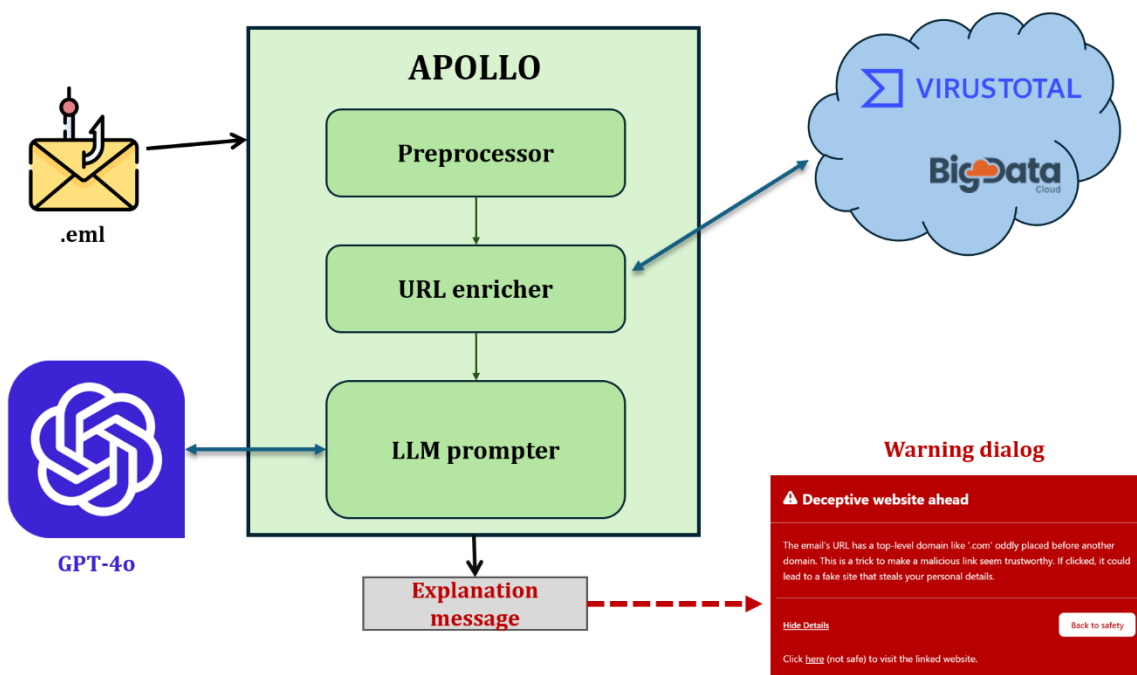 APOLLO
Preprocessor
URL enricher
LLM prompter
.eml
VIRUSTOTAL
BigData
Cloud
GPT-4o
Explanation
message
Warning dialog
Deceptive website ahead
The email's URL has a top-level domain like '.com' oddly placed before another
domain. This is a trick to make a malicious link seem trustworthy. If clicked, it could
lead to a fake site that steals your personal details.
Hide Details
Back to safety
Click here (not safe) to visit the linked website.